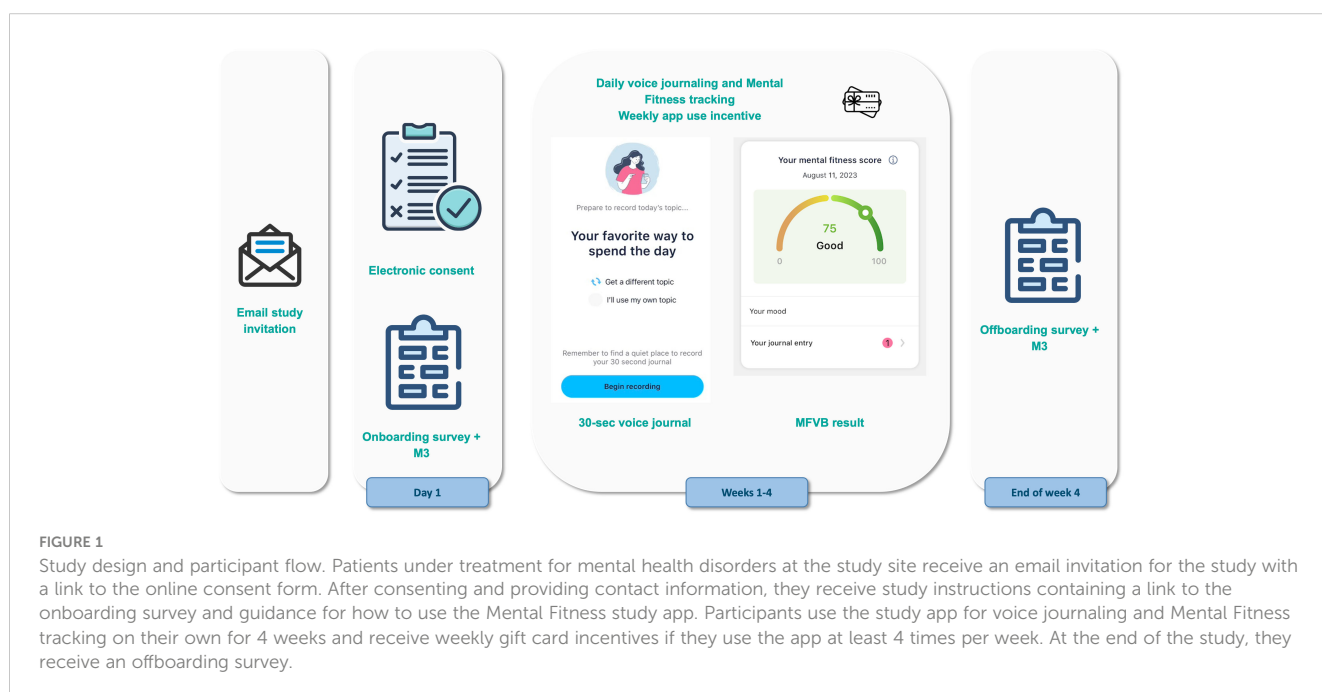 Email study
invitation
Electronic consent
Onboarding survey +
M3
Day 1
Daily voice journaling and Mental
Fitness tracking
Weekly app use incentive
Prepare to record today's topic...
Your favorite way to
spend the day
Get a different topic
I'll use my own topic
Remember to find a quiet place to record
your 30 second journal
Begin recording
30-sec voice journal
Your mental fitness score
August 11, 2023
75
Good
0
100
Your mood
Your journal entry
1
MFVB result
Weeks 1-4
Offboarding survey +
M3
End of week 4
FIGURE 1
Study design and participant flow. Patients under treatment for mental health disorders at the study site receive an email invitation for the study with
a link to the online consent form. After consenting and providing contact information, they receive study instructions containing a link to the
onboarding survey and guidance for how to use the Mental Fitness study app. Participants use the study app for voice journaling and Mental Fitness
tracking on their own for 4 weeks and receive weekly gift card incentives if they use the app at least 4 times per week. At the end of the study, they
receive an offboarding survey.